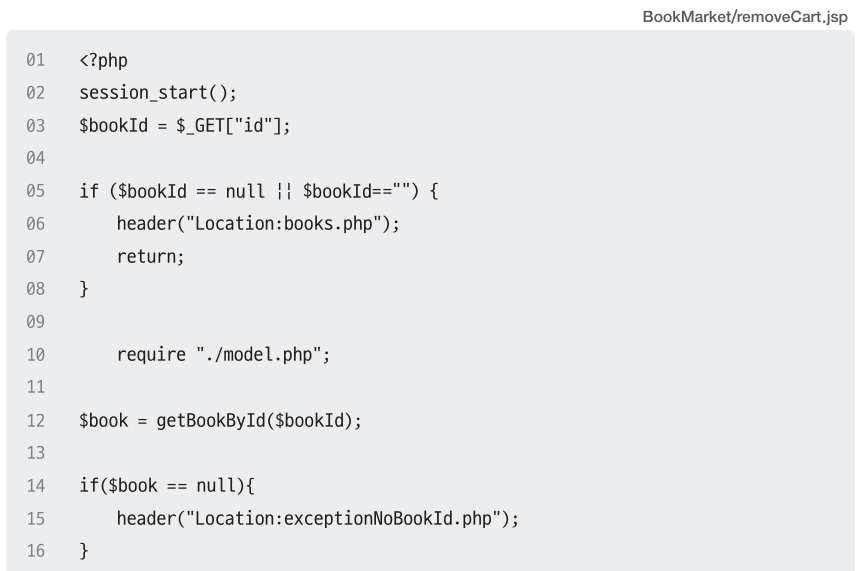 BookMarket/removeCart.jsp
01 <?php
02 session_start();
03 $bookId = $_GET["id"];
04
05 if ($bookId == null || $bookId=="") {
06     header("Location:books.php");
07     return;
08 }
09
10     require "./model.php";
11
12 $book = getBookById($bookId);
13
14 if($book == null){
15     header("Location:exceptionNoBookId.php");
16 }